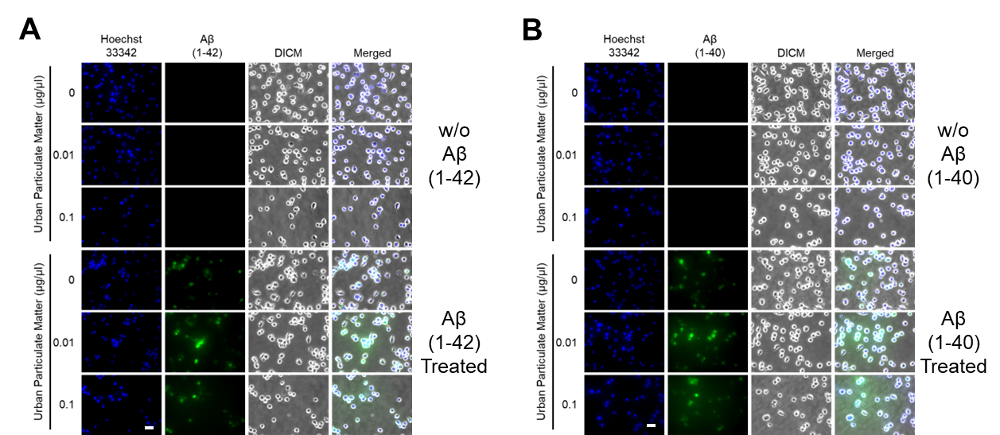 A
Hoechst
33342
Aβ
(1-42)
DICM
Merged
Urban Particulate Matter (μg/μl)
0
0.01
0.1
w/o
Aβ
(1-42)
Urban Particulate Matter (μg/μl)
0
0.01
0.1
Aβ
(1-42)
Treated
B
Hoechst
33342
Aβ
(1-40)
DICM
Merged
Urban Particulate Matter (μg/μl)
0
0.01
0.1
w/o
Aβ
(1-40)
Urban Particulate Matter (μg/μl)
0
0.01
0.1
Aβ
(1-40)
Treated